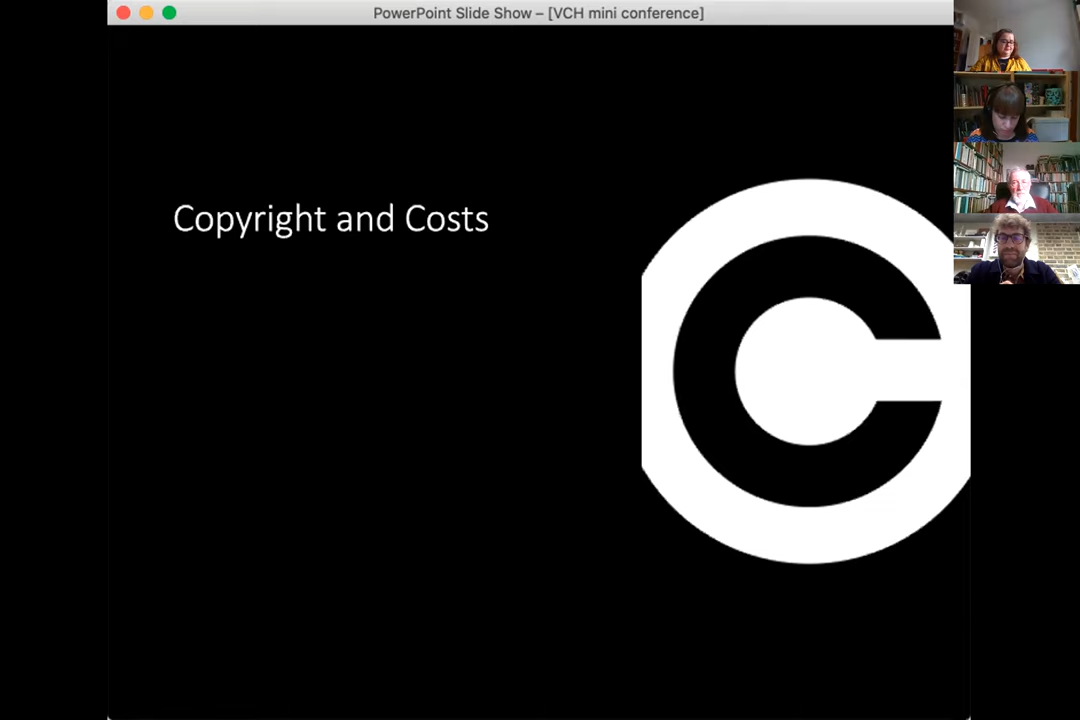 PowerPoint Slide Show – [VCH mini conference]
Copyright and Costs